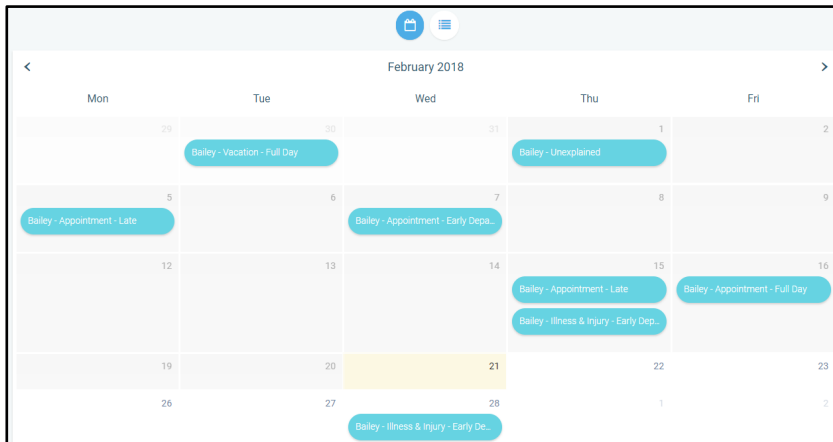 February 2018
Mon Tue Wed Thu Fri
29 30 31 1 2
Bailey - Vacation - Full Day Bailey - Unexplained
5 6 7 8 9
Bailey - Appointment - Late Bailey - Appointment - Early Depa...
12 13 14 15 16
Bailey - Appointment - Late Bailey - Appointment - Full Day
Bailey - Illness & Injury - Early Dep...
19 20 21 22 23
26 27 28 1 2
Bailey - Illness & Injury - Early De...